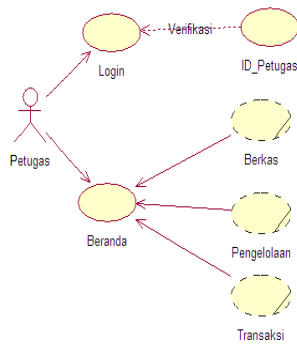 Verifikasi
Login
ID_Petugas
Petugas
Berkas
Beranda
Pengelolaan
Transaksi